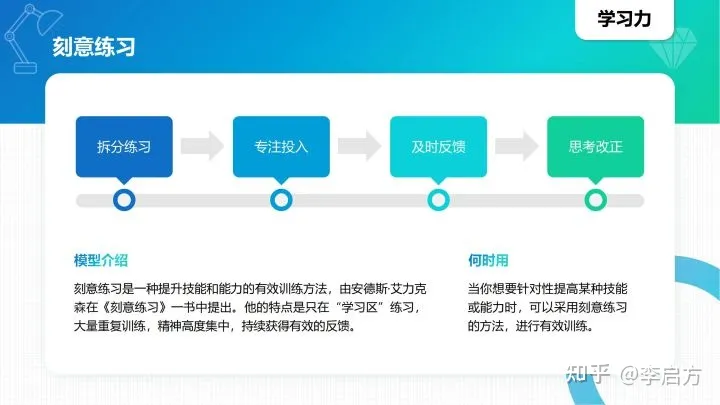 学习力
刻意练习
拆分练习
专注投入
及时反馈
思考改正
模型介绍
刻意练习是一种提升技能和能力的有效训练方法，由安德斯·艾力克
森在《刻意练习》一书中提出。他的特点是只在“学习区”练习，
大量重复训练，精神高度集中，持续获得有效的反馈。
何时用
当你想要针对性提高某种技能
或能力时，可以采用刻意练习
的方法，进行有效训练。
知乎 @李启方